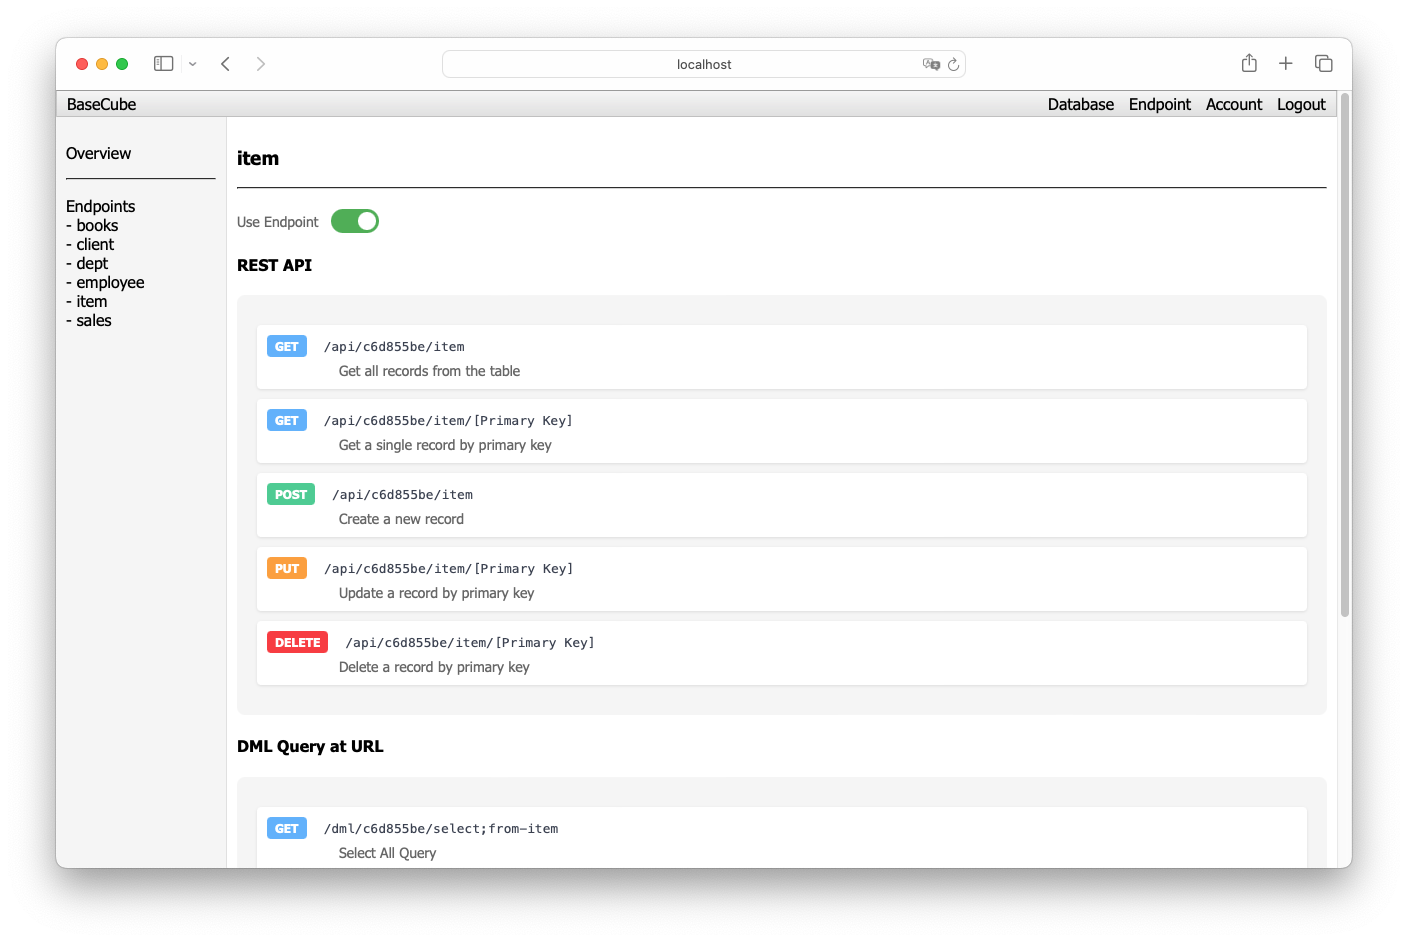 localhost
BaseCube
Database Endpoint Account Logout
Overview
Endpoints
- books
- client
- dept
- employee
- item
- sales
item
Use Endpoint
REST API
GET /api/c6d855be/item
Get all records from the table
GET /api/c6d855be/item/[Primary Key]
Get a single record by primary key
POST /api/c6d855be/item
Create a new record
PUT /api/c6d855be/item/[Primary Key]
Update a record by primary key
DELETE /api/c6d855be/item/[Primary Key]
Delete a record by primary key
DML Query at URL
GET /dml/c6d855be/select;from-item
Select All Query